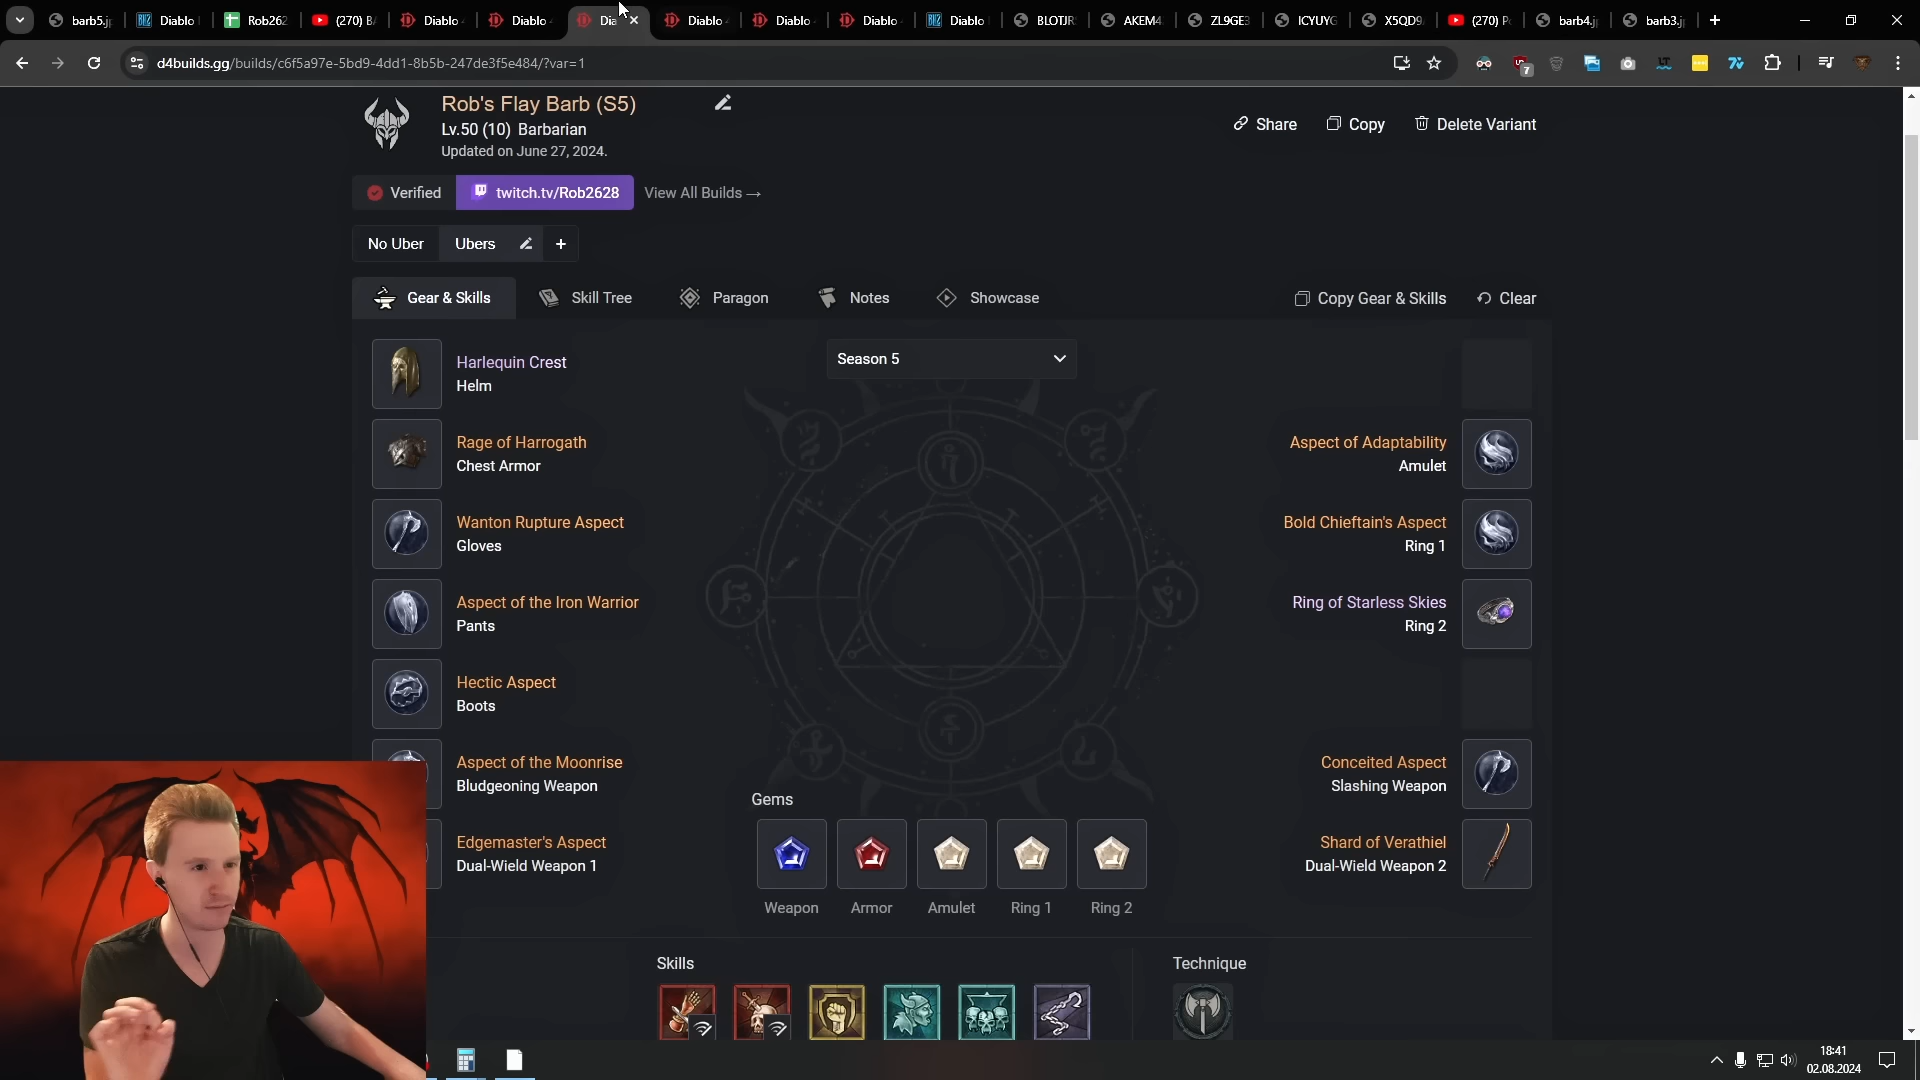 barb5.j
Diablo
Rob262
(270) BA
Diablo
Diablo
Dia
Diablo
Diablo
Diablo
Diablo
BLOTJR
AKEM4
ZL9GE3
ICYUYG
X5QD9
(270) P
barb4.j
barb3.j
d4builds.gg/builds/c6f5a97e-5bd9-4dd1-8b5b-247de3f5e484/?var=1
7
Rob's Flay Barb (S5)
Lv.50 (10) Barbarian
Updated on June 27, 2024.
Share
Copy
Delete Variant
Verified
twitch.tv/Rob2628
View All Builds →
No Uber
Ubers
+
Gear & Skills
Skill Tree
Paragon
Notes
Showcase
Copy Gear & Skills
Clear
Season 5
Harlequin Crest
Helm
Rage of Harrogath
Chest Armor
Wanton Rupture Aspect
Gloves
Aspect of the Iron Warrior
Pants
Hectic Aspect
Boots
Aspect of the Moonrise
Bludgeoning Weapon
Edgemaster's Aspect
Dual-Wield Weapon 1
Aspect of Adaptability
Amulet
Bold Chieftain's Aspect
Ring 1
Ring of Starless Skies
Ring 2
Conceited Aspect
Slashing Weapon
Shard of Verathiel
Dual-Wield Weapon 2
Gems
Weapon
Armor
Amulet
Ring 1
Ring 2
Skills
Technique
18:41
02.08.2024